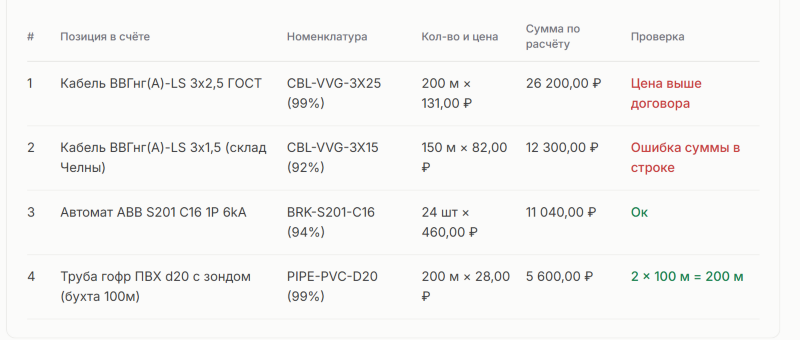 # Позиция в счёте Номенклатура Кол-во и цена Сумма по расчёту Проверка
1 Кабель ВВГнг(А)-LS 3х2,5 ГОСТ CBL-VVG-3X25 (99%) 200 м × 131,00 ₽ 26 200,00 ₽ Цена выше договора
2 Кабель ВВГнг(А)-LS 3х1,5 (склад Челны) CBL-VVG-3X15 (92%) 150 м × 82,00 ₽ 12 300,00 ₽ Ошибка суммы в строке
3 Автомат ABB S201 C16 1P 6kA BRK-S201-C16 (94%) 24 шт × 460,00 ₽ 11 040,00 ₽ Ок
4 Труба гофр ПВХ d20 с зондом (бухта 100м) PIPE-PVC-D20 (99%) 200 м × 28,00 ₽ 5 600,00 ₽ 2 × 100 м = 200 м